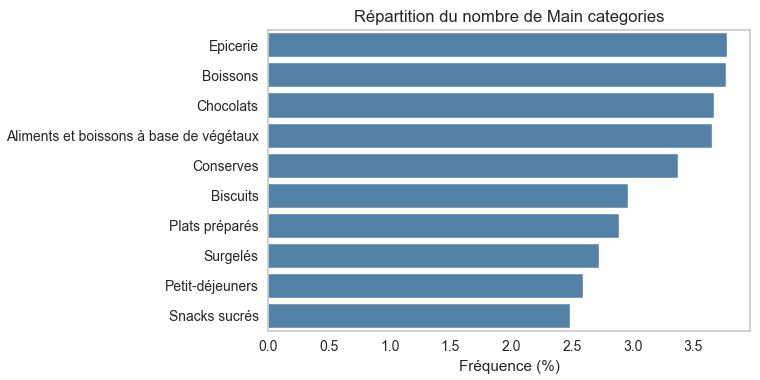 Répartition du nombre de Main categories
Epicerie
Boissons
Chocolats
Aliments et boissons à base de végétaux
Conserves
Biscuits
Plats préparés
Surgelés
Petit-déjeuners
Snacks sucrés
0.0 0.5 1.0 1.5 2.0 2.5 3.0 3.5
Fréquence (%)